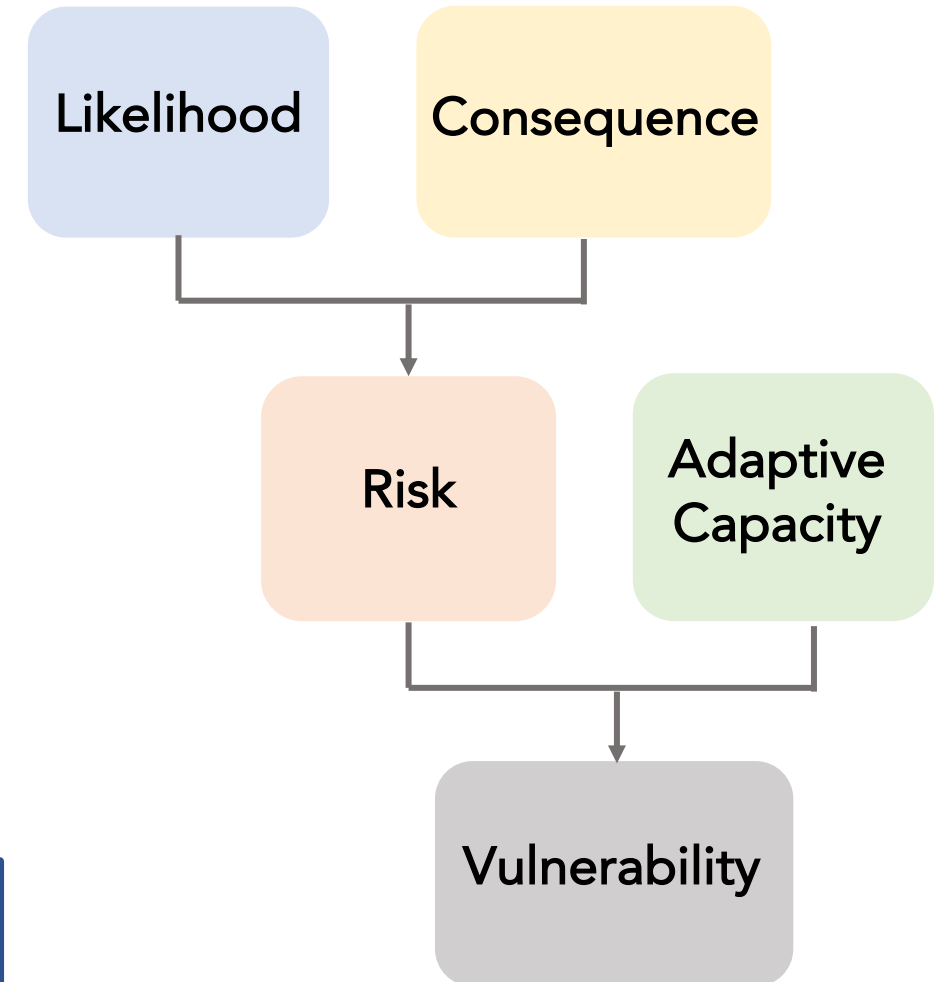 Likelihood
Consequence
Risk
Adaptive
Capacity
Vulnerability